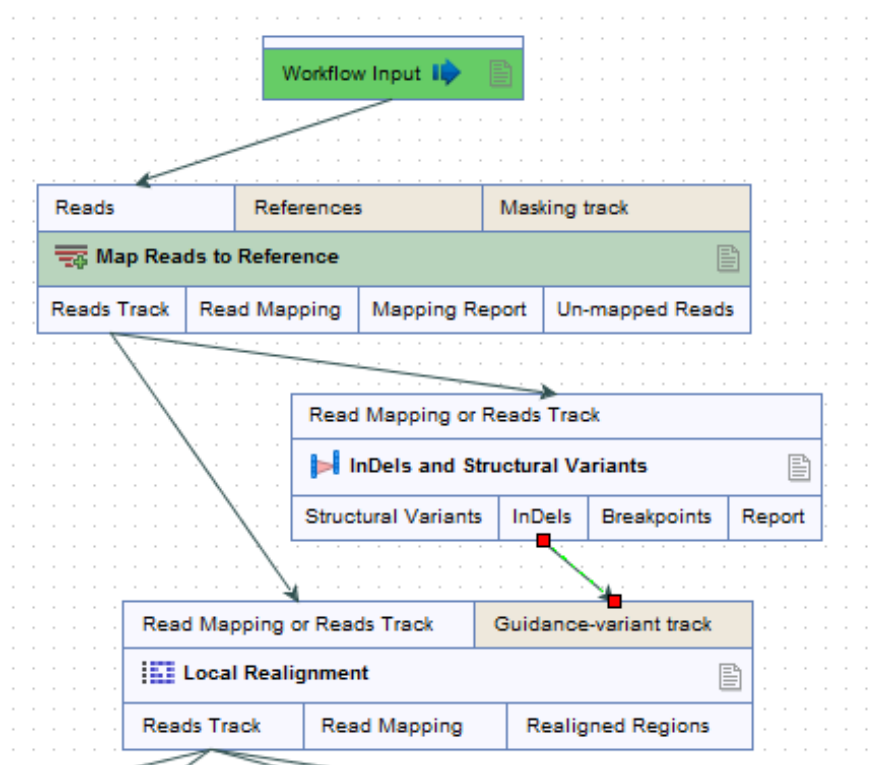 Workflow Input
Reads References Masking track
Map Reads to Reference
Reads Track Read Mapping Mapping Report Un-mapped Reads
Read Mapping or Reads Track
InDels and Structural Variants
Structural Variants InDels Breakpoints Report
Read Mapping or Reads Track Guidance-variant track
Local Realignment
Reads Track Read Mapping Realigned Regions